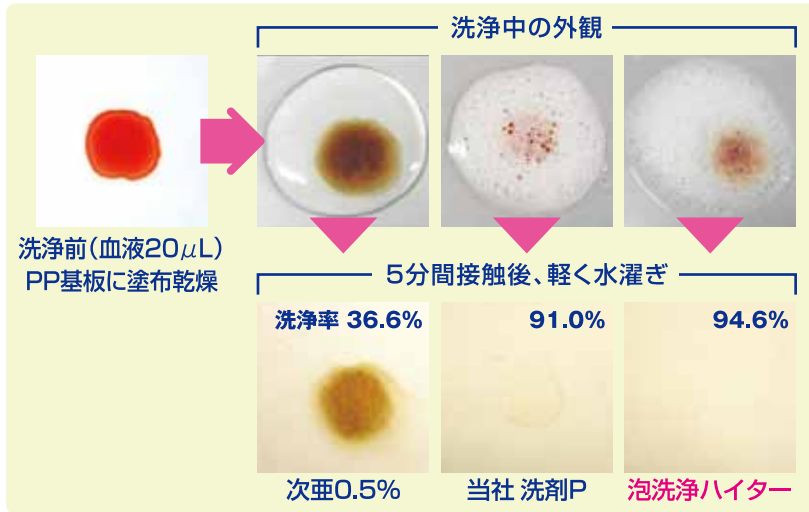 洗浄中の外観
洗浄前（血液20μL）
PP基板に塗布乾燥
5分間接触後、軽く水濯ぎ
洗浄率 36.6%
91.0%
94.6%
次亜0.5%
当社 洗剤P
泡洗浄ハイター